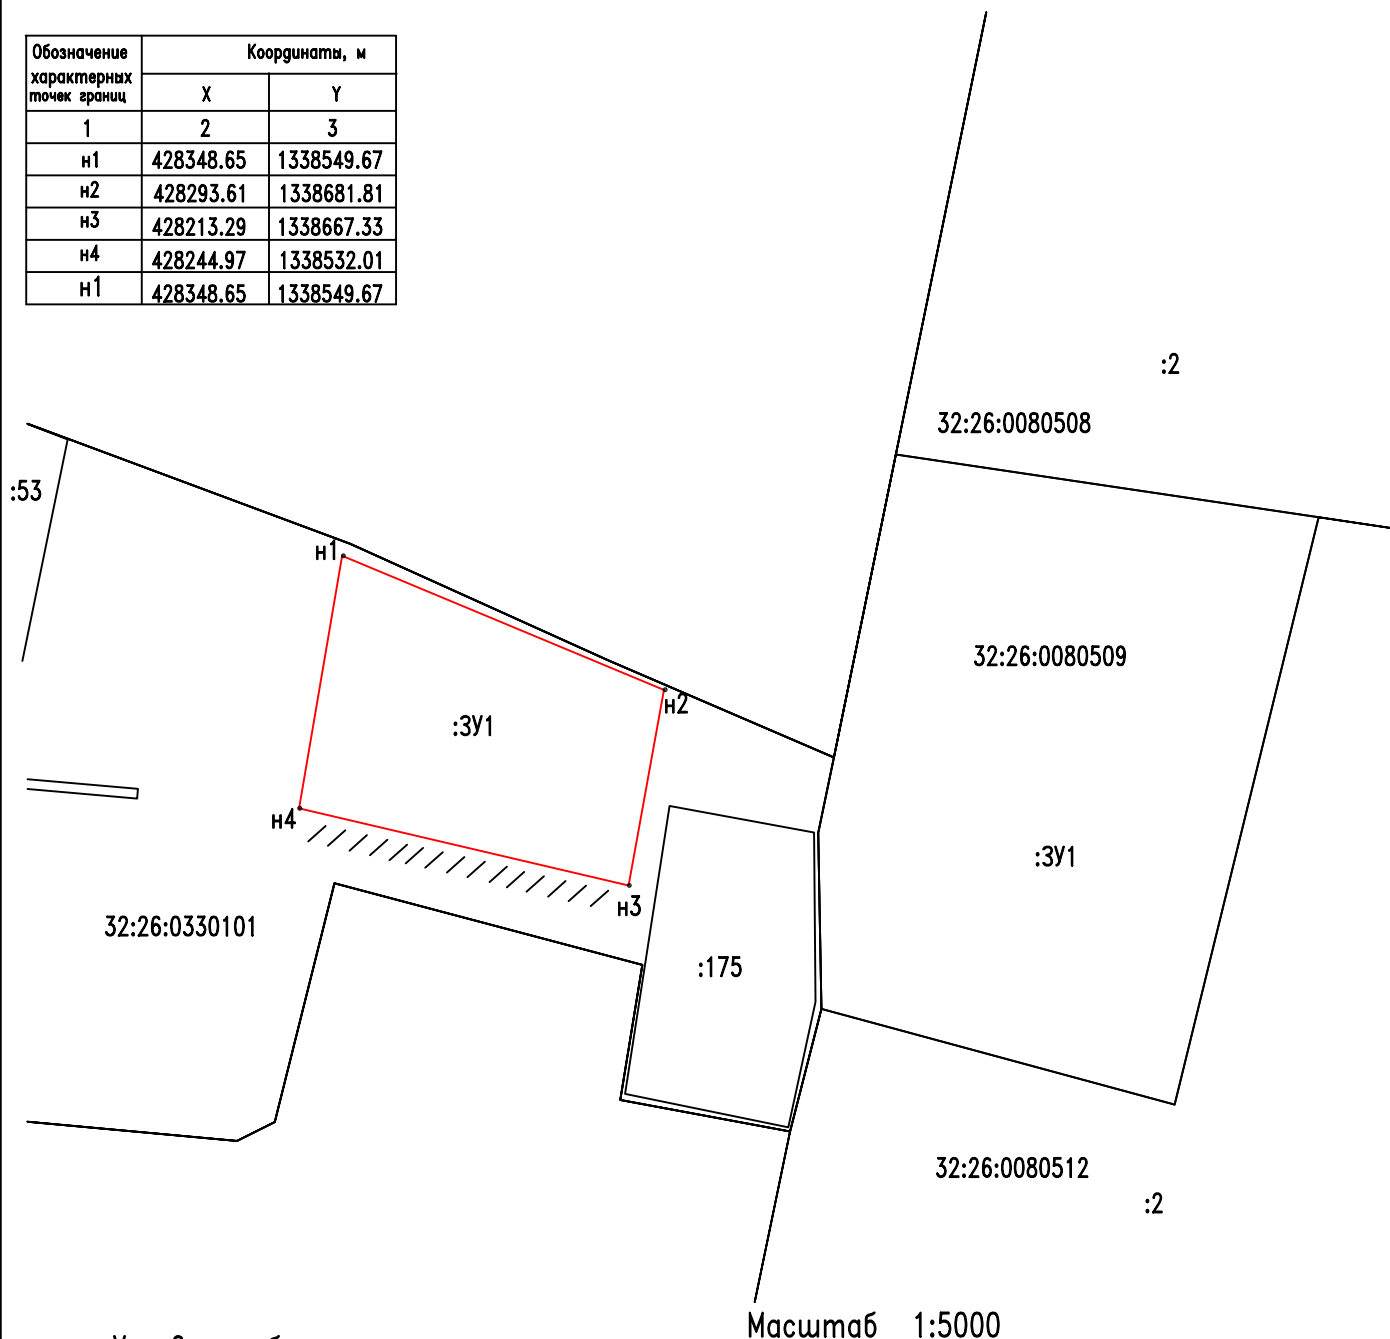 Обозначение характерных точек границ Координаты, м
X Y
1 2 3
н1 428348.65 1338549.67
н2 428293.61 1338681.81
н3 428213.29 1338667.33
н4 428244.97 1338532.01
н1 428348.65 1338549.67
:2
32:26:0080508
:53
н1
32:26:0080509
н2
:ЗУ1
н4
:ЗУ1
н3
32:26:0330101
:175
32:26:0080512
:2
Масштаб 1:5000